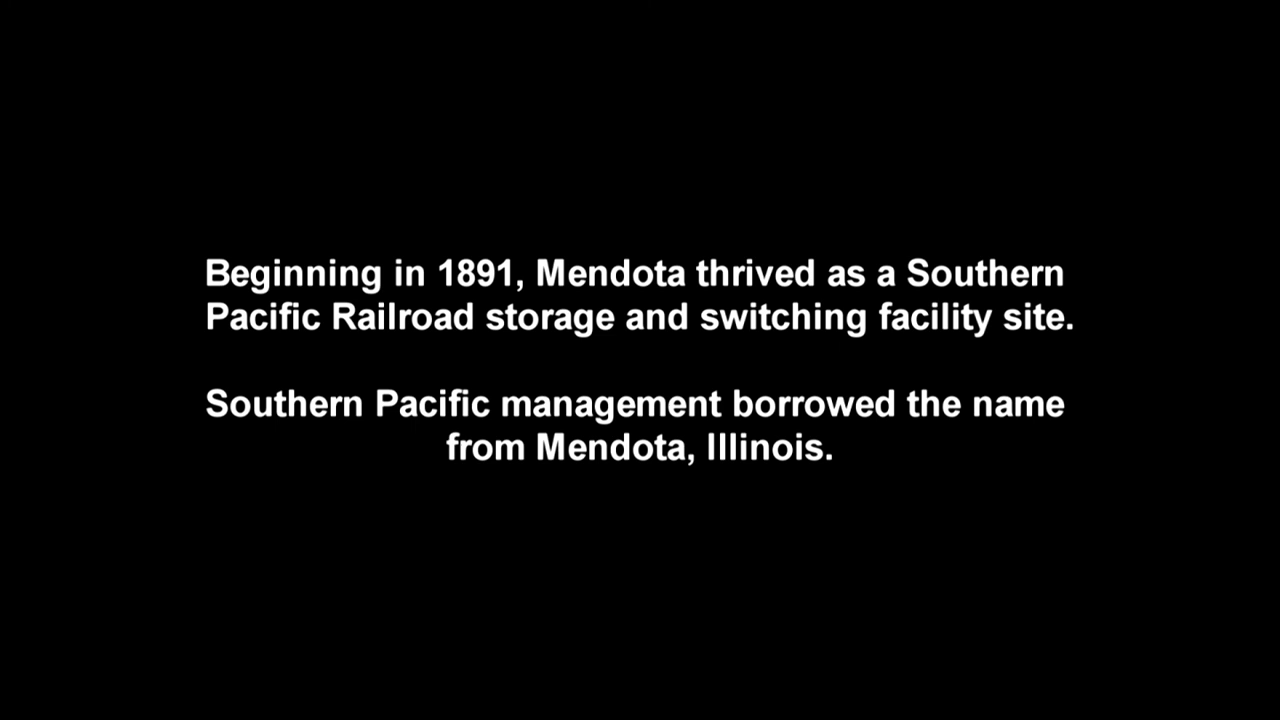 Beginning in 1891, Mendota thrived as a Southern
Pacific Railroad storage and switching facility site.
Southern Pacific management borrowed the name
from Mendota, Illinois.